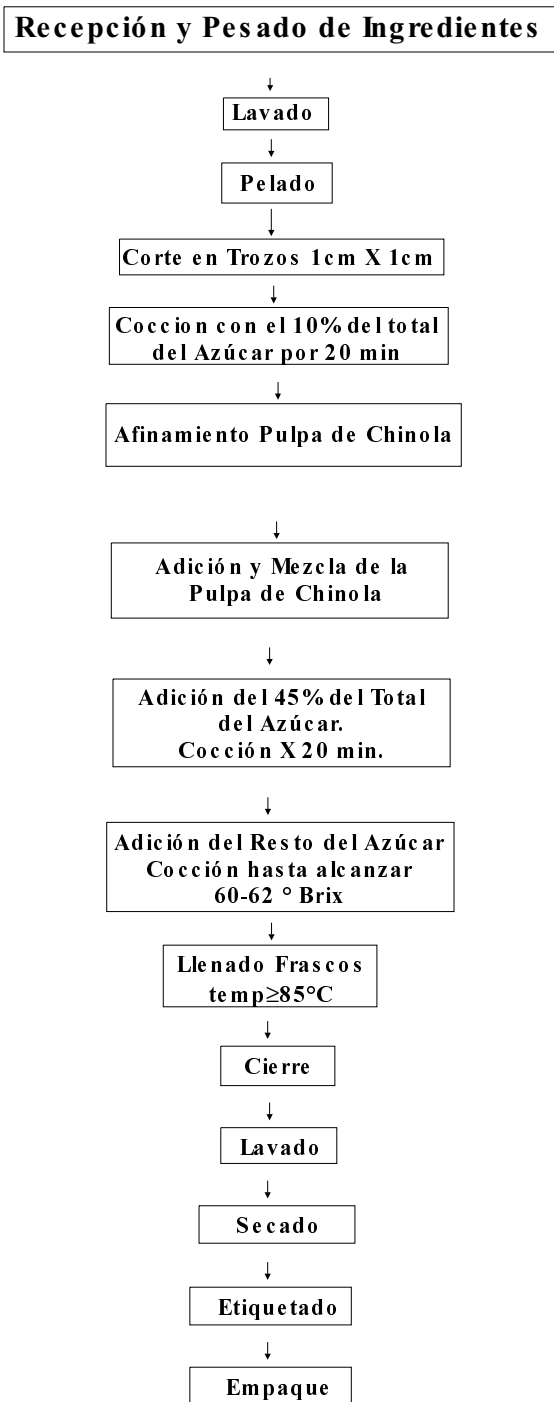 Recepción y Pesado de Ingredientes
Lavado
Pelado
Corte en Trozos 1cm X 1cm
Coccion con el 10% del total
del Azúcar por 20 min
Afinamiento Pulpa de Chinola
Adición y Mezcla de la
Pulpa de Chinola
Adición del 45% del Total
del Azúcar.
Cocción X 20 min.
Adición del Resto del Azúcar
Cocción hasta alcanzar
60-62 ° Brix
Llenado Frascos
temp≥85°C
Cierre
Lavado
Secado
Etiquetado
Empaque